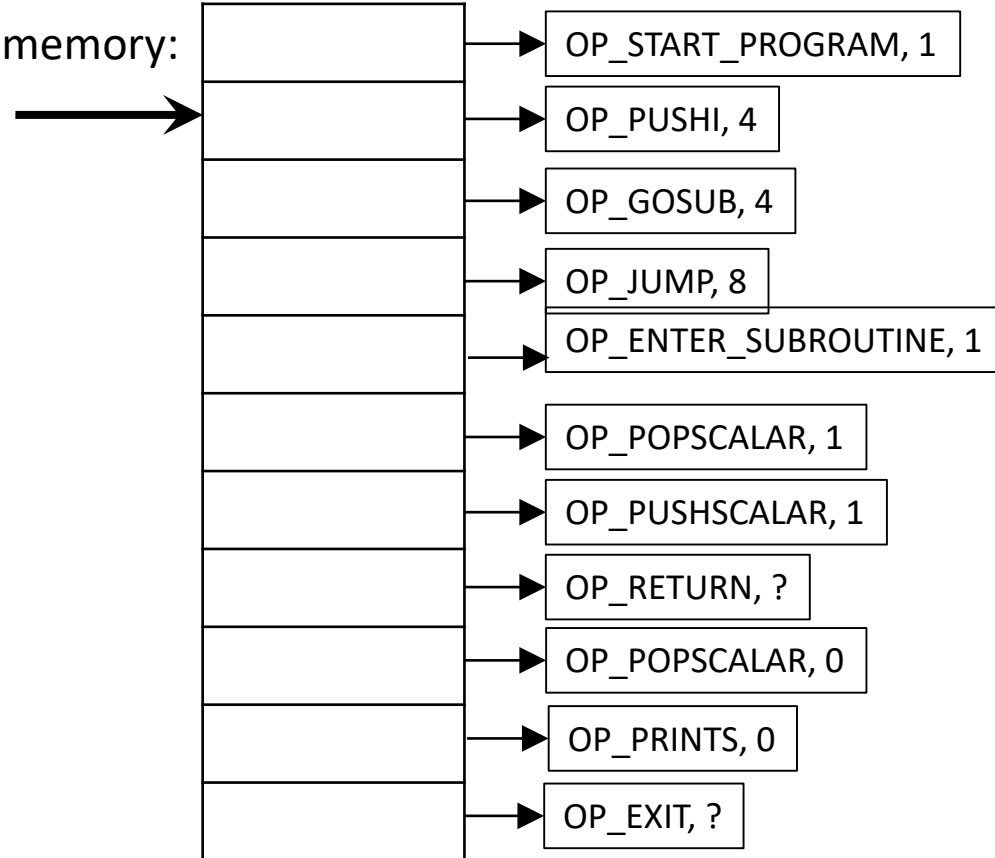 memory:
OP_START_PROGRAM, 1
OP_PUSHI, 4
OP_GOSUB, 4
OP_JUMP, 8
OP_ENTER_SUBROUTINE, 1
OP_POPSCALAR, 1
OP_PUSHSCALAR, 1
OP_RETURN, ?
OP_POPSCALAR, 0
OP_PRINTS, 0
OP_EXIT, ?